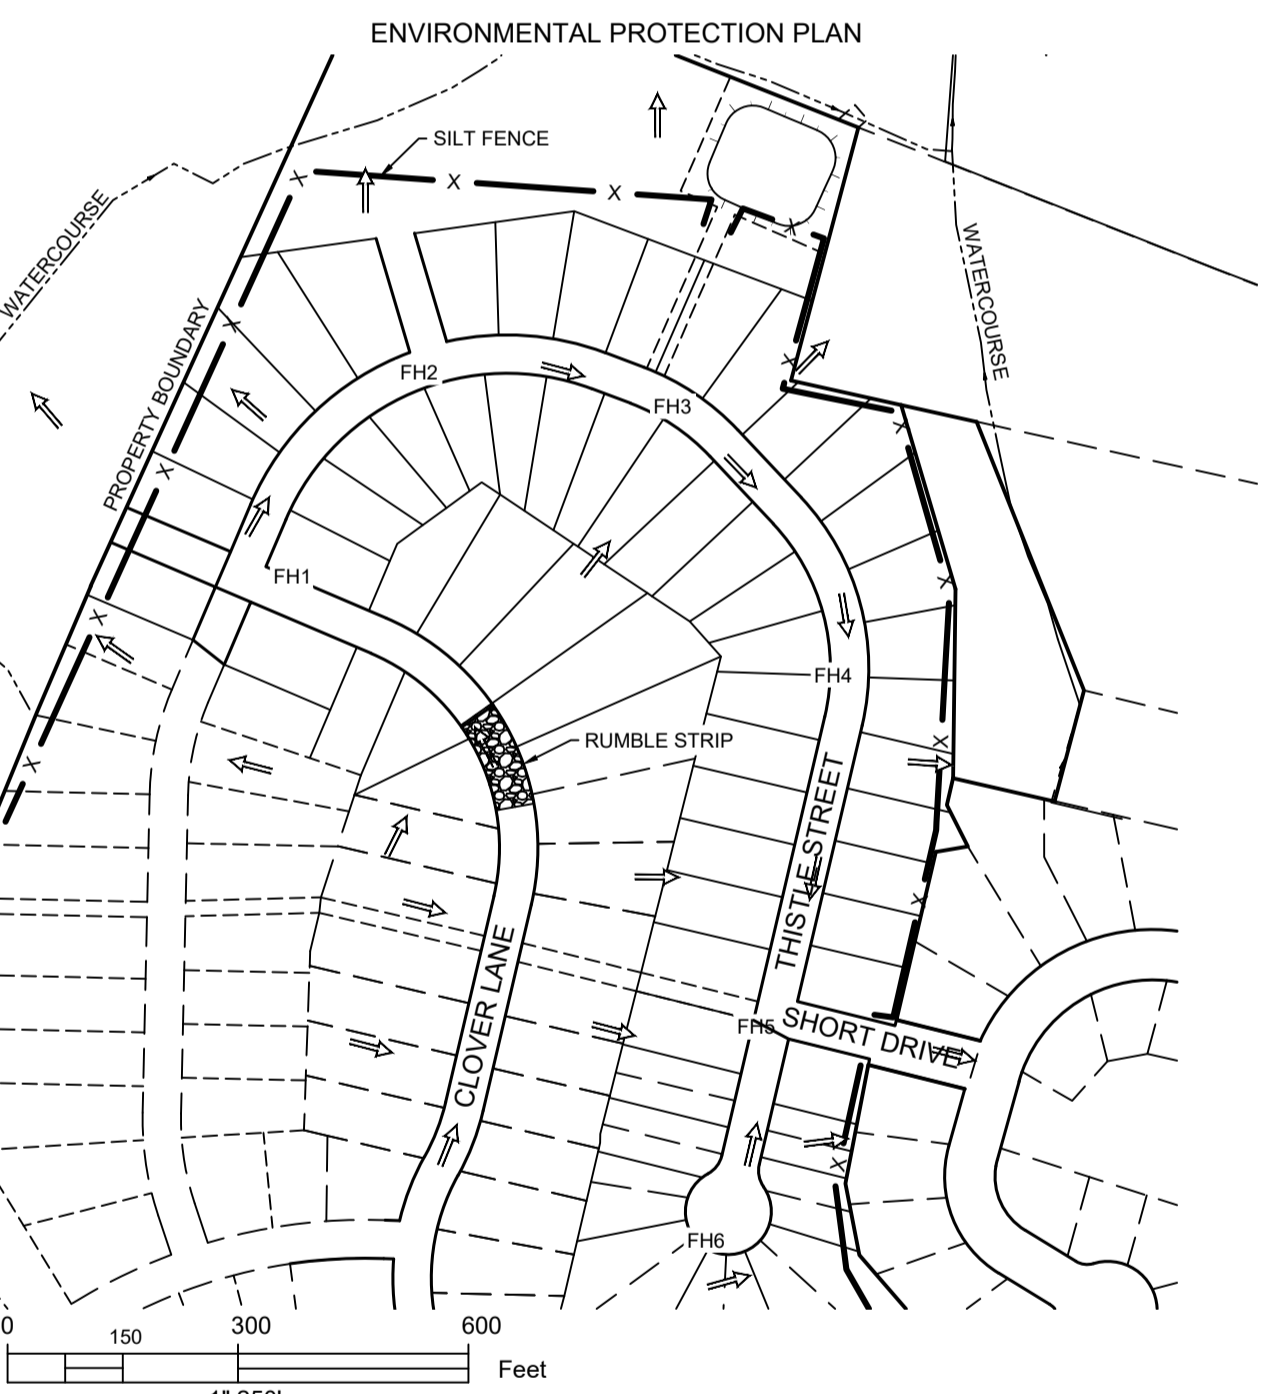 ENVIRONMENTAL PROTECTION PLAN
SILT FENCE
X
X
X
X
WATERCOURSE
WATERCOURSE
PROPERTY BOUNDARY
X
X
FH2
FH3
X
X
FH1
X
X
FH4
RUMBLE STRIP
X
X
THISTLE STREET
X
CLOVER LANE
FH5
SHORT DRIVE
X
FH6
0
150
300
600
Feet